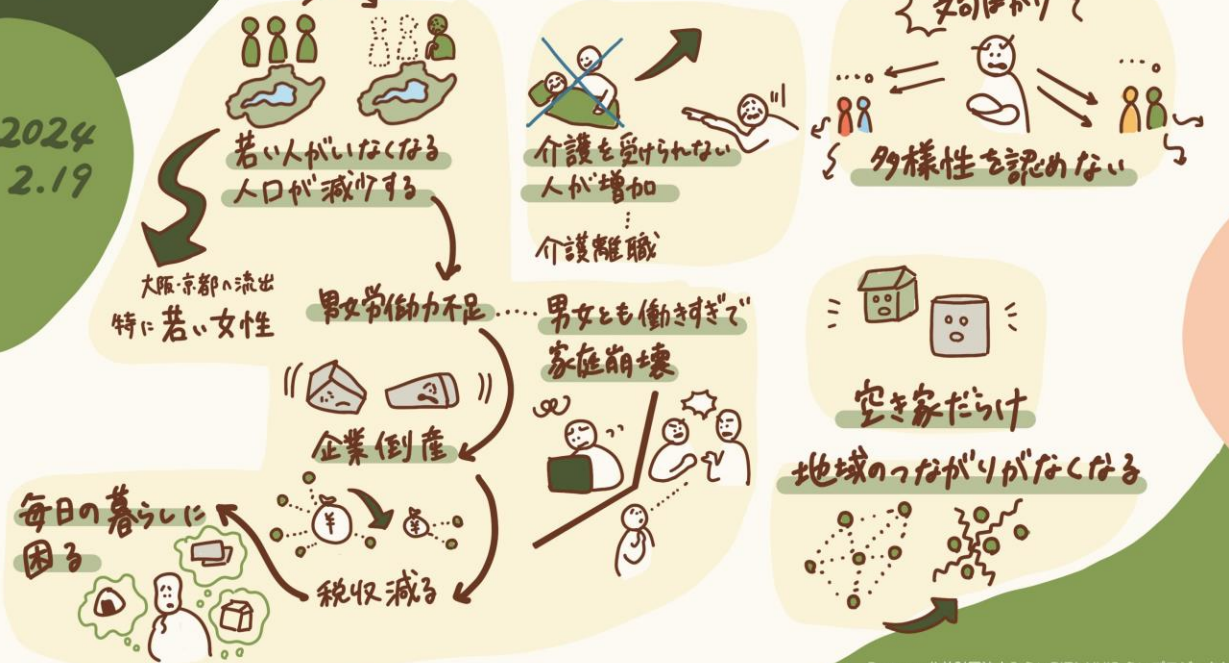 2024
2.19
若い人がいなくなる
人口が減少する
大阪・京都へ流出
特に若い女性
男女労働力不足
男女とも働きすぎで
家庭崩壊
企業倒産
税収減る
毎日の暮らしに
困る
介護を受けられない
人が増加
介護離職
多様性を認めない
空き家だらけ
地域のつながりがなくなる
¥
¥